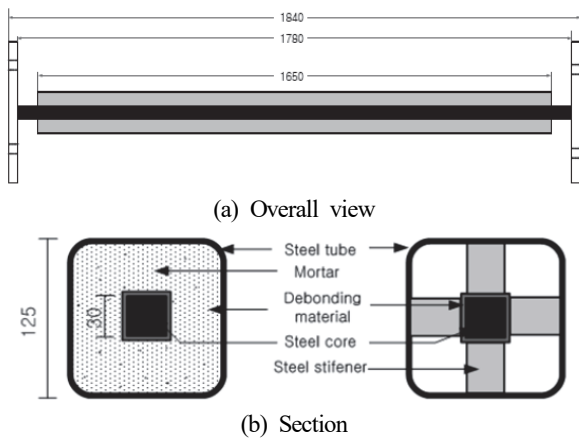 1840
1780
1650
(a) Overall view
Steel tube
Mortar
Debonding
material
Steel core
Steel stifener
125
30
(b) Section